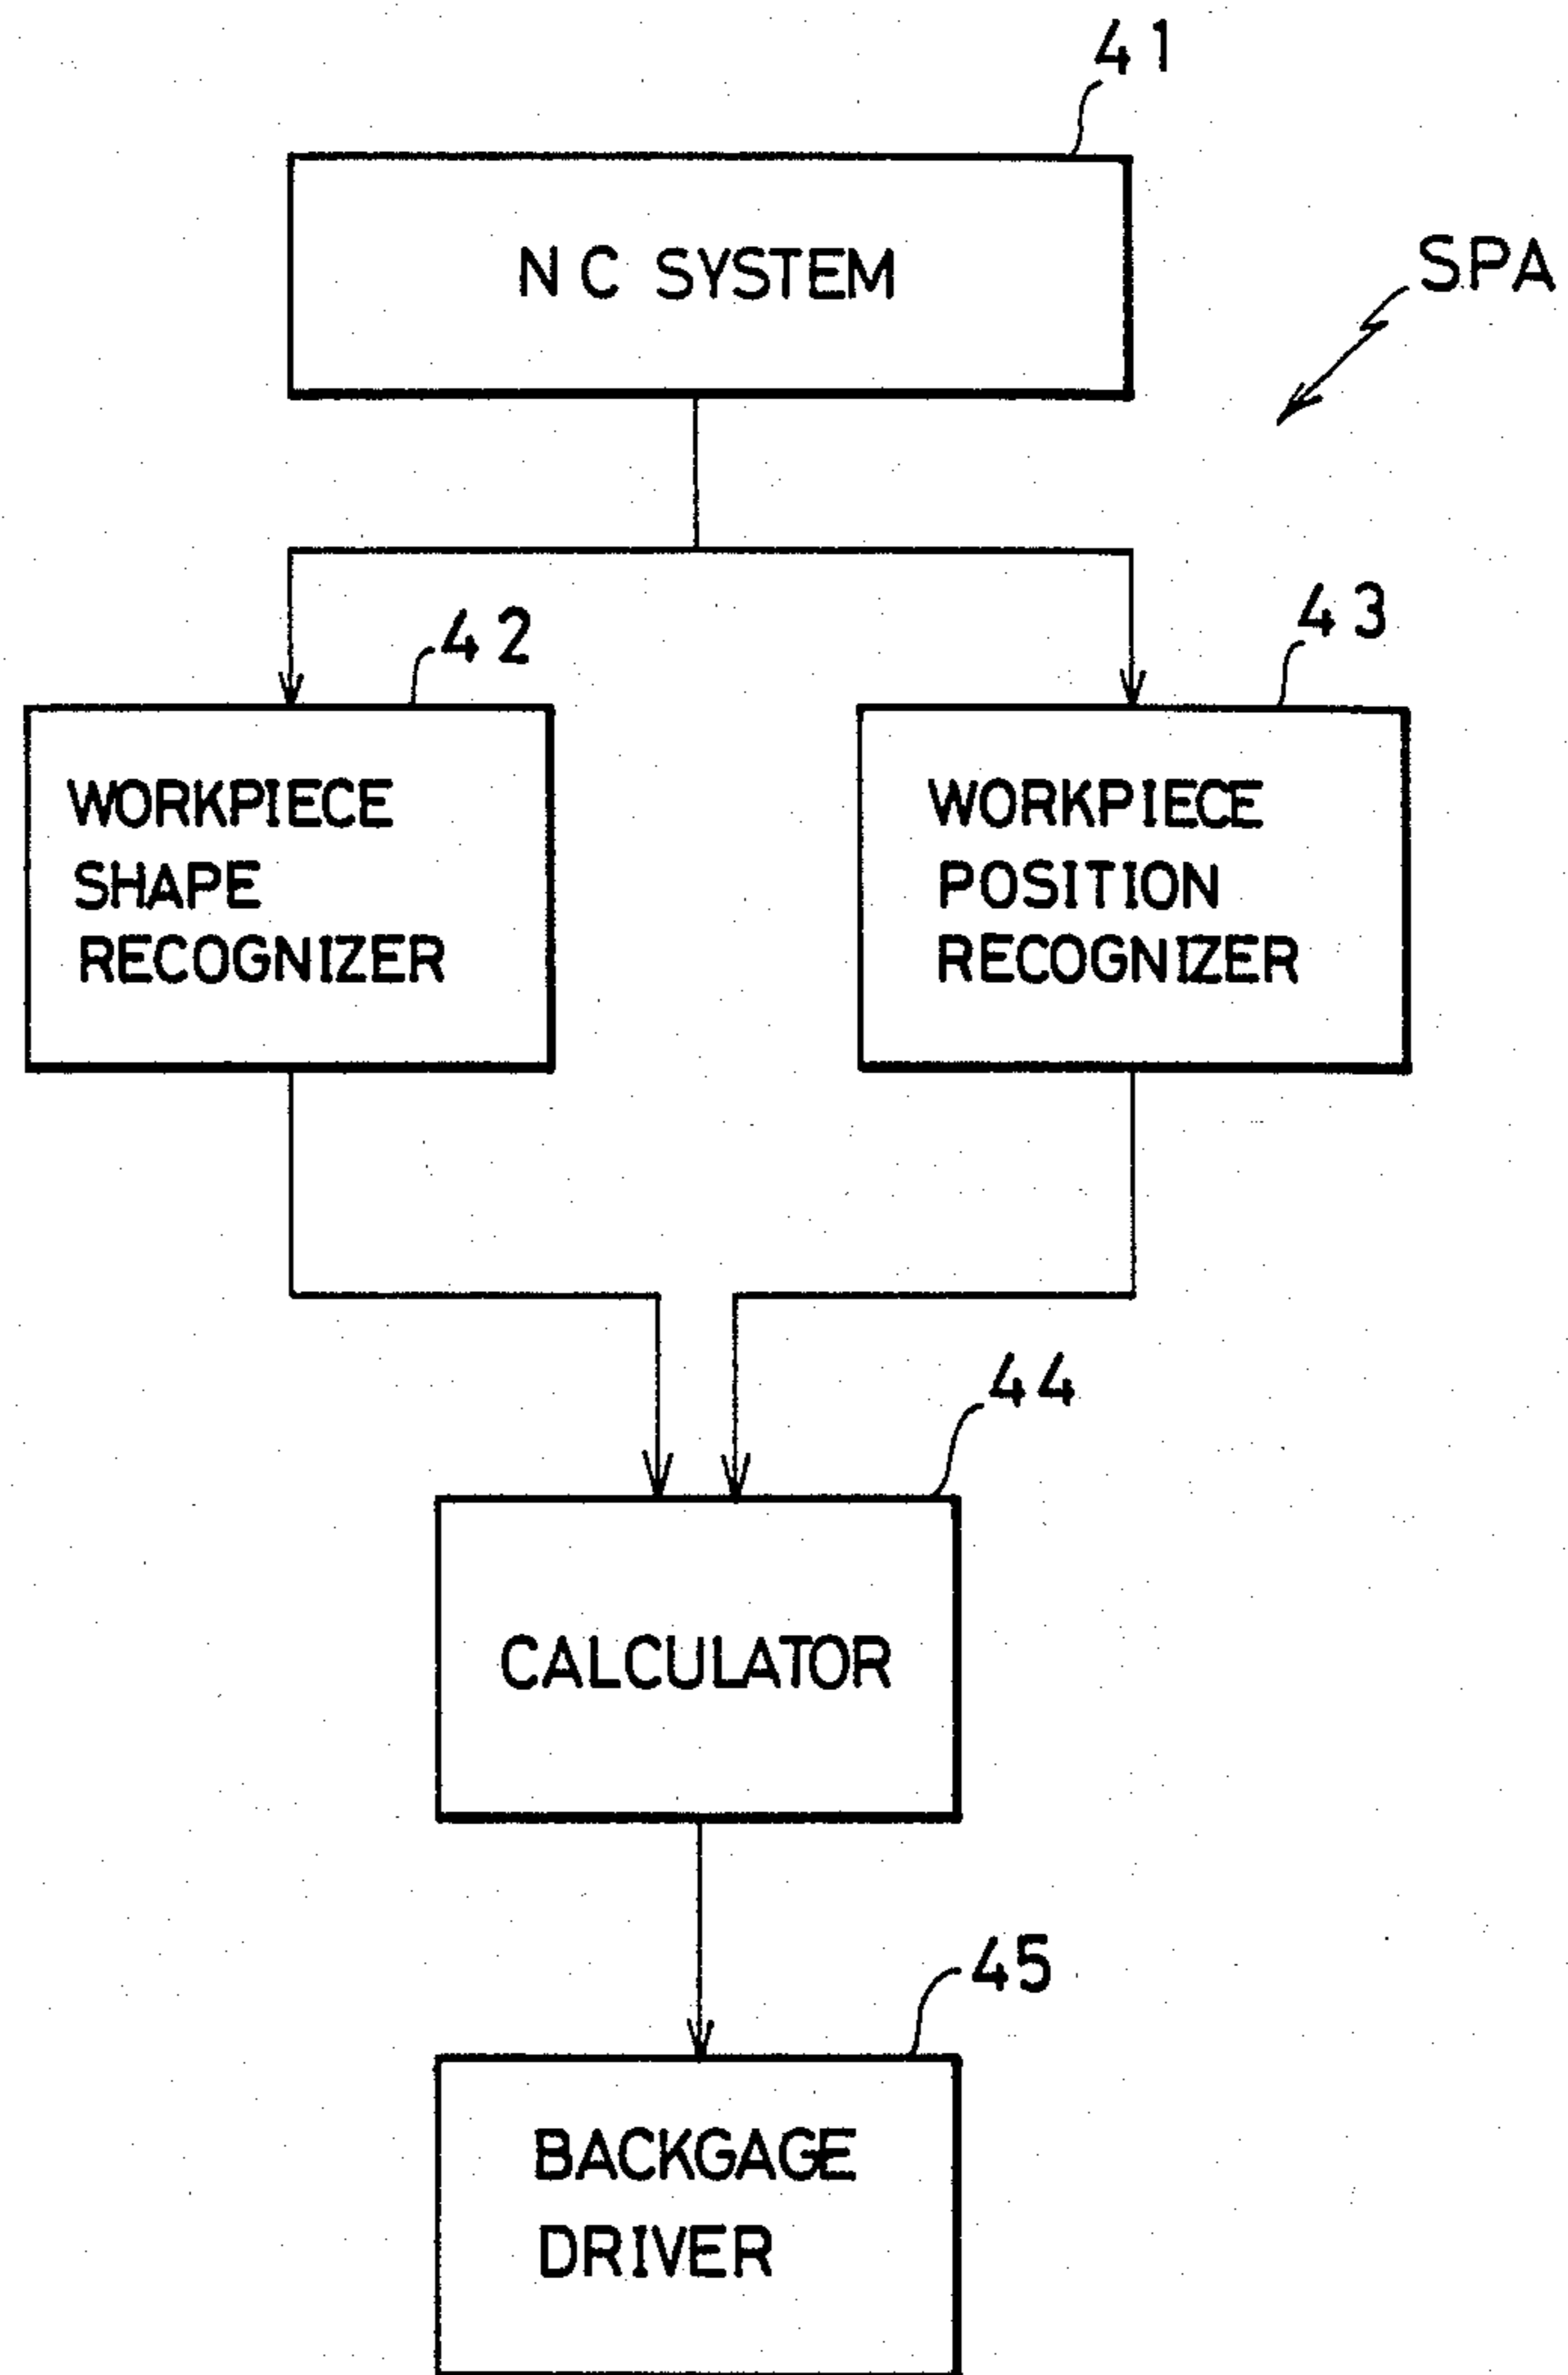 41
NC SYSTEM
SPA
42
43
WORKPIECE
SHAPE
RECOGNIZER
WORKPIECE
POSITION
RECOGNIZER
44
CALCULATOR
45
BACKGAGE
DRIVER